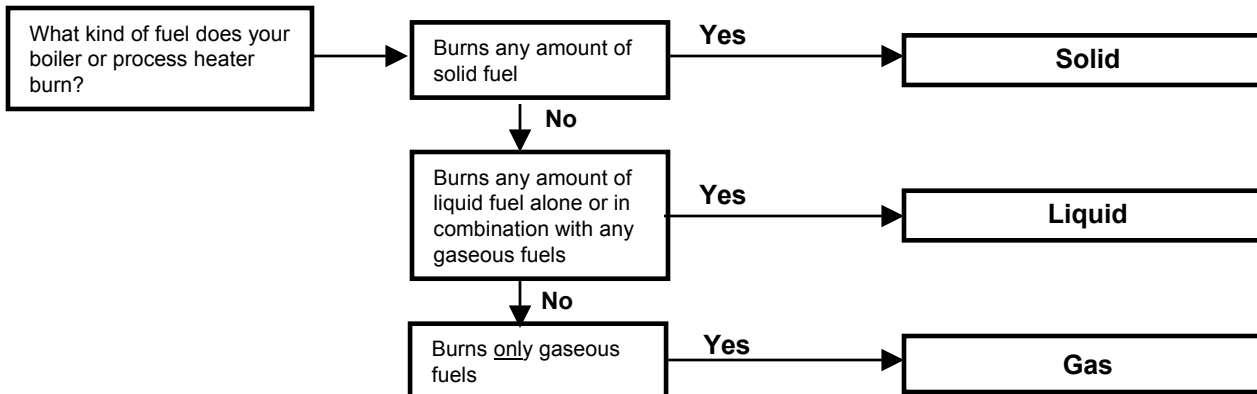 What kind of fuel does your
boiler or process heater
burn?
Burns any amount of
solid fuel
Yes
Solid
No
Burns any amount of
liquid fuel alone or in
combination with any
gaseous fuels
Yes
Liquid
No
Burns only gaseous
fuels
Yes
Gas